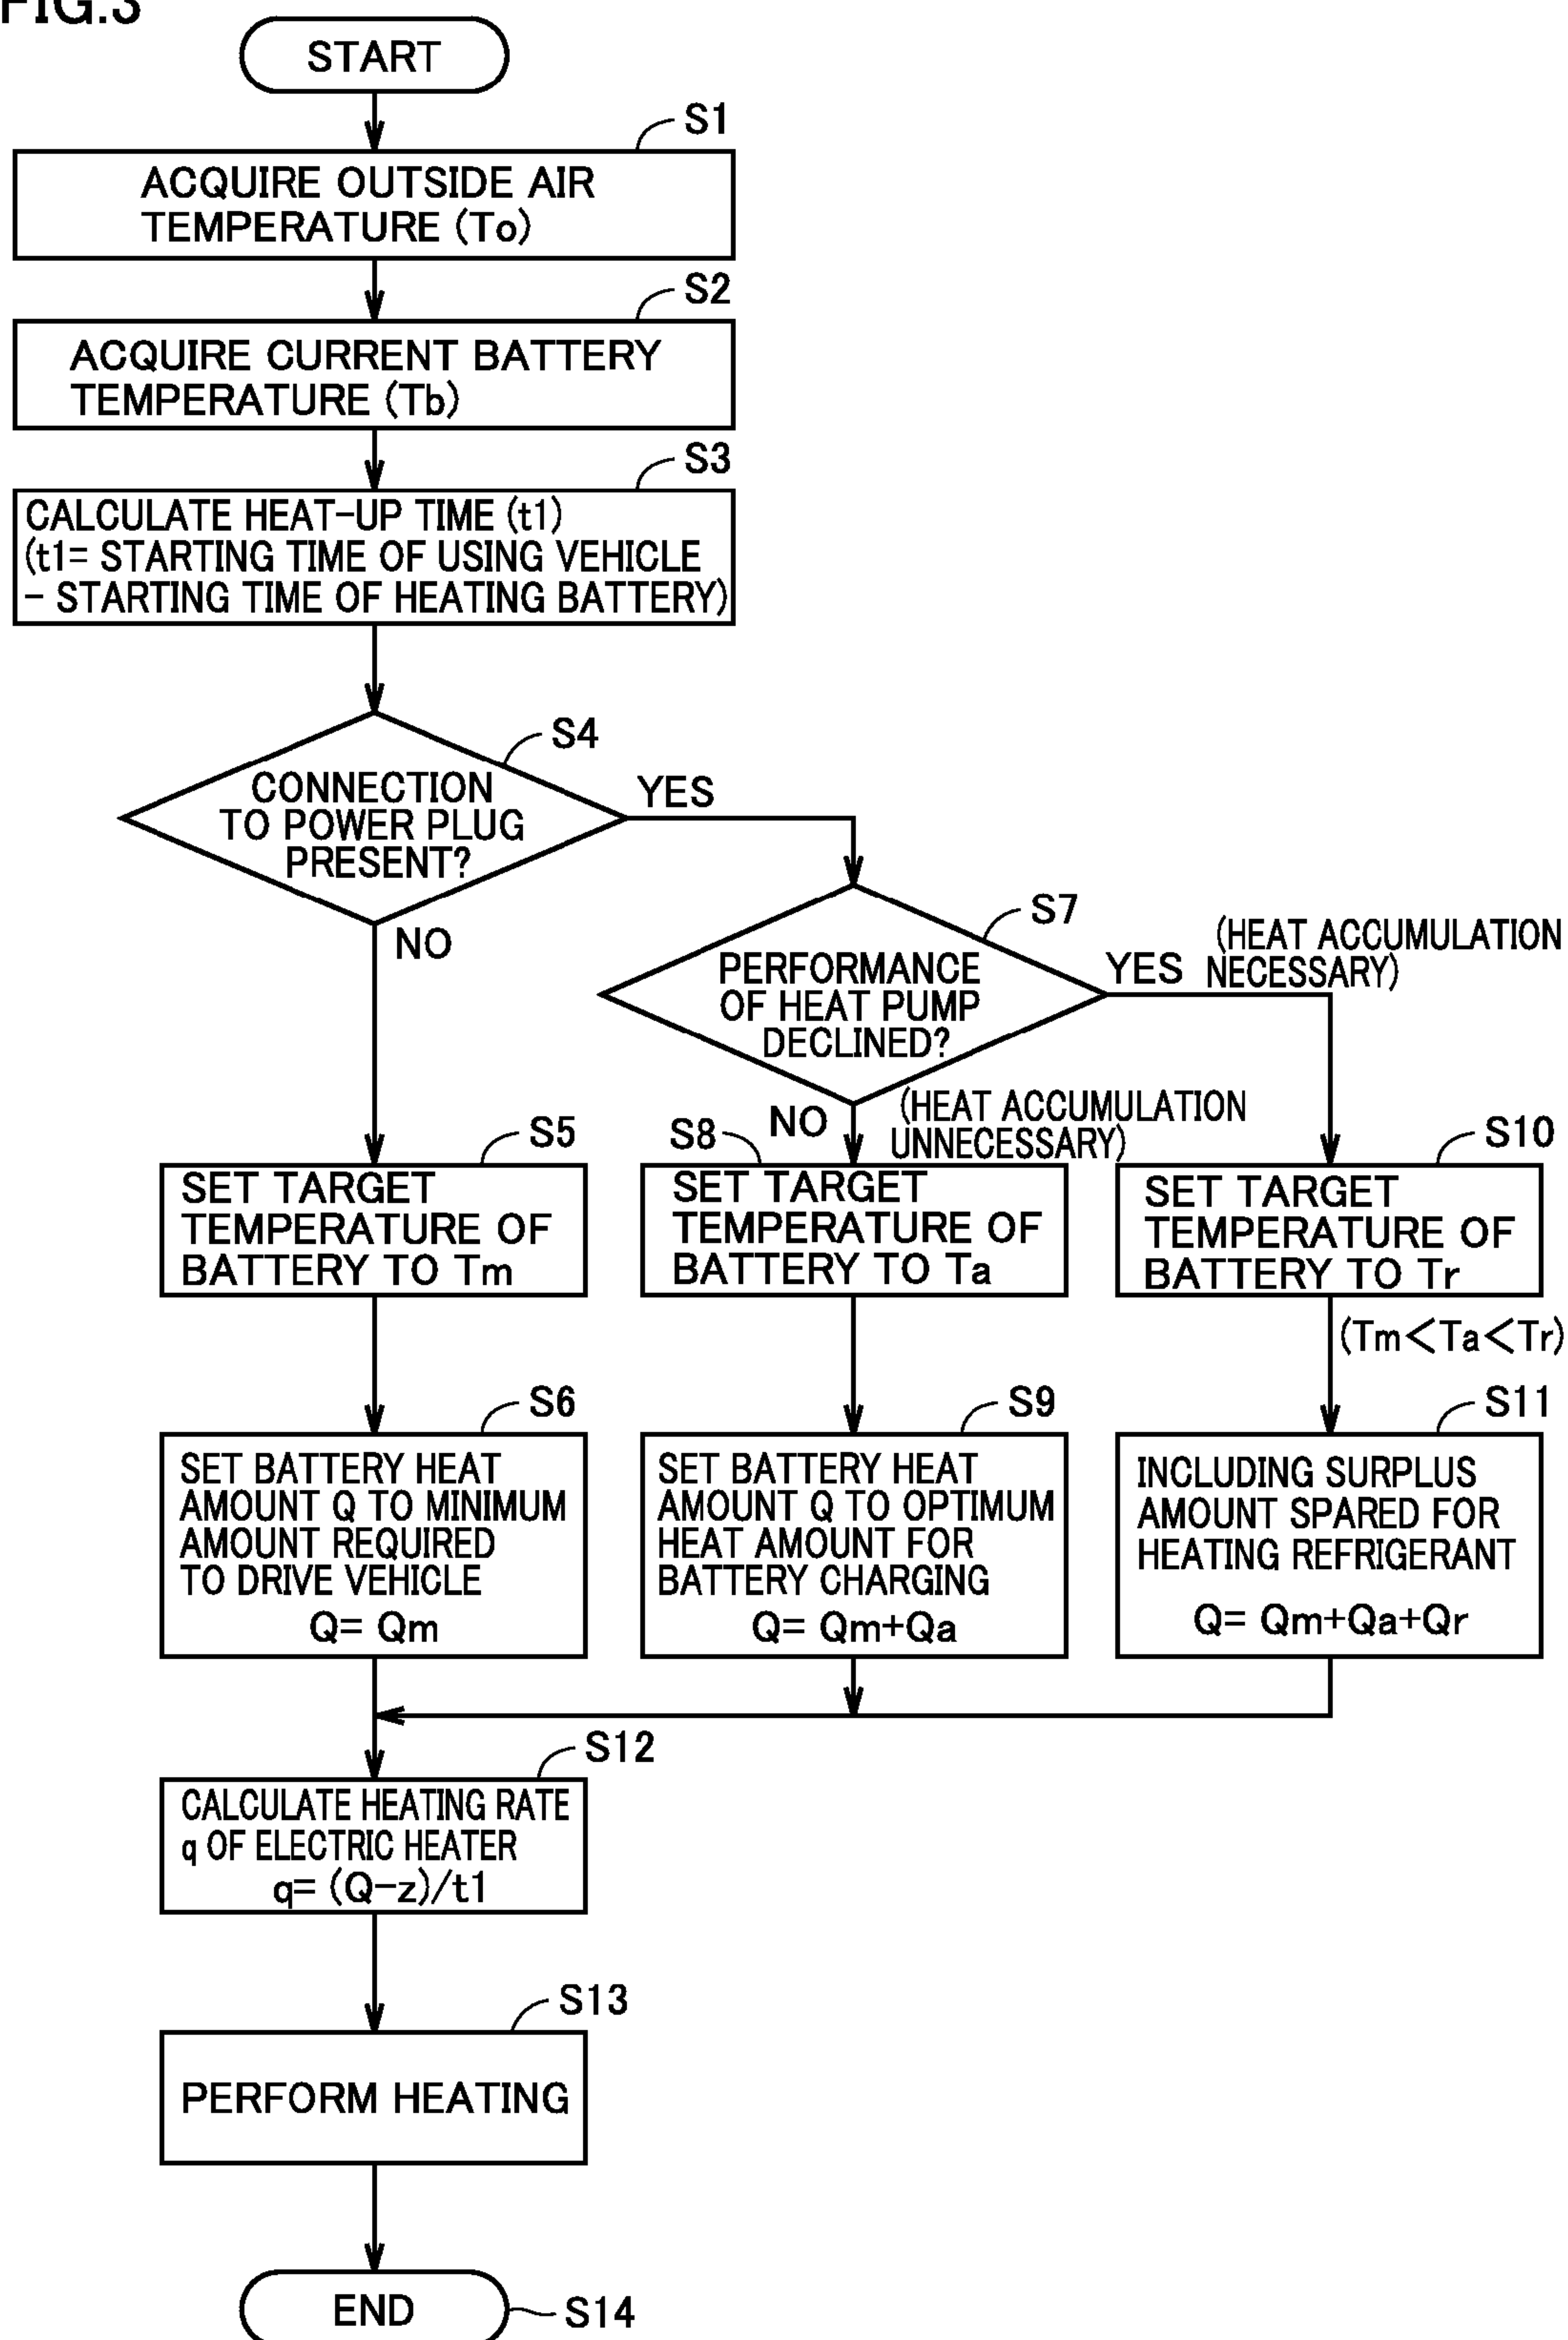 FIG.3
START
S1
ACQUIRE OUTSIDE AIR
TEMPERATURE (To)
S2
ACQUIRE CURRENT BATTERY
TEMPERATURE (Tb)
S3
CALCULATE HEAT-UP TIME (t1)
(t1= STARTING TIME OF USING VEHICLE
- STARTING TIME OF HEATING BATTERY)
S4
CONNECTION
TO POWER PLUG
PRESENT?
YES
NO
S7
PERFORMANCE
OF HEAT PUMP
DECLINED?
YES
(HEAT ACCUMULATION
NECESSARY)
NO
(HEAT ACCUMULATION
UNNECESSARY)
S5
SET TARGET
TEMPERATURE OF
BATTERY TO Tm
S8
SET TARGET
TEMPERATURE OF
BATTERY TO Ta
S10
SET TARGET
TEMPERATURE OF
BATTERY TO Tr
(Tm<Ta<Tr)
S6
SET BATTERY HEAT
AMOUNT Q TO MINIMUM
AMOUNT REQUIRED
TO DRIVE VEHICLE
Q= Qm
S9
SET BATTERY HEAT
AMOUNT Q TO OPTIMUM
HEAT AMOUNT FOR
BATTERY CHARGING
Q= Qm+Qa
S11
INCLUDING SURPLUS
AMOUNT SPARED FOR
HEATING REFRIGERANT
Q= Qm+Qa+Qr
S12
CALCULATE HEATING RATE
q OF ELECTRIC HEATER
q= (Q-z)/t1
S13
PERFORM HEATING
END
S14